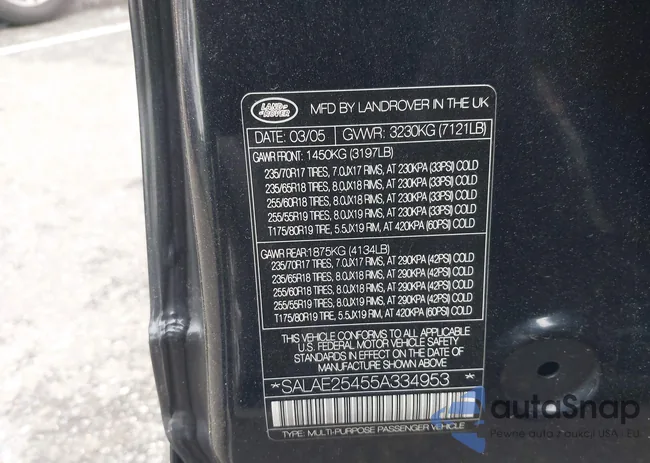 LAND ROVER
MFD BY LANDROVER IN THE UK
DATE: 03/05 GVWR: 3230KG (7121LB)
GAWR FRONT: 1450KG (3197LB)
235/70R17 TIRES, 7.0JX17 RIMS, AT 230KPA (33PSI) COLD
235/65R18 TIRES, 8.0JX18 RIMS, AT 230KPA (33PSI) COLD
255/60R18 TIRES, 8.0JX18 RIMS, AT 230KPA (33PSI) COLD
255/55R19 TIRES, 8.0JX19 RIMS, AT 230KPA (33PSI) COLD
T175/80R19 TIRE, 5.5JX19 RIM, AT 420KPA (60PSI) COLD
GAWR REAR: 1875KG (4134LB)
235/70R17 TIRES, 7.0JX17 RIMS, AT 290KPA (42PSI) COLD
235/65R18 TIRES, 8.0JX18 RIMS, AT 290KPA (42PSI) COLD
255/60R18 TIRES, 8.0JX18 RIMS, AT 290KPA (42PSI) COLD
255/55R19 TIRES, 8.0JX19 RIMS, AT 290KPA (42PSI) COLD
T175/80R19 TIRE, 5.5JX19 RIM, AT 420KPA (60PSI) COLD
THIS VEHICLE CONFORMS TO ALL APPLICABLE
U.S. FEDERAL MOTOR VEHICLE SAFETY
STANDARDS IN EFFECT ON THE DATE OF
MANUFACTURE SHOWN ABOVE
*SALAE25455A334953*
TYPE: MULTI-PURPOSE PASSENGER VEHICLE
autoSnap
Pewne auta z aukcji USA i EU